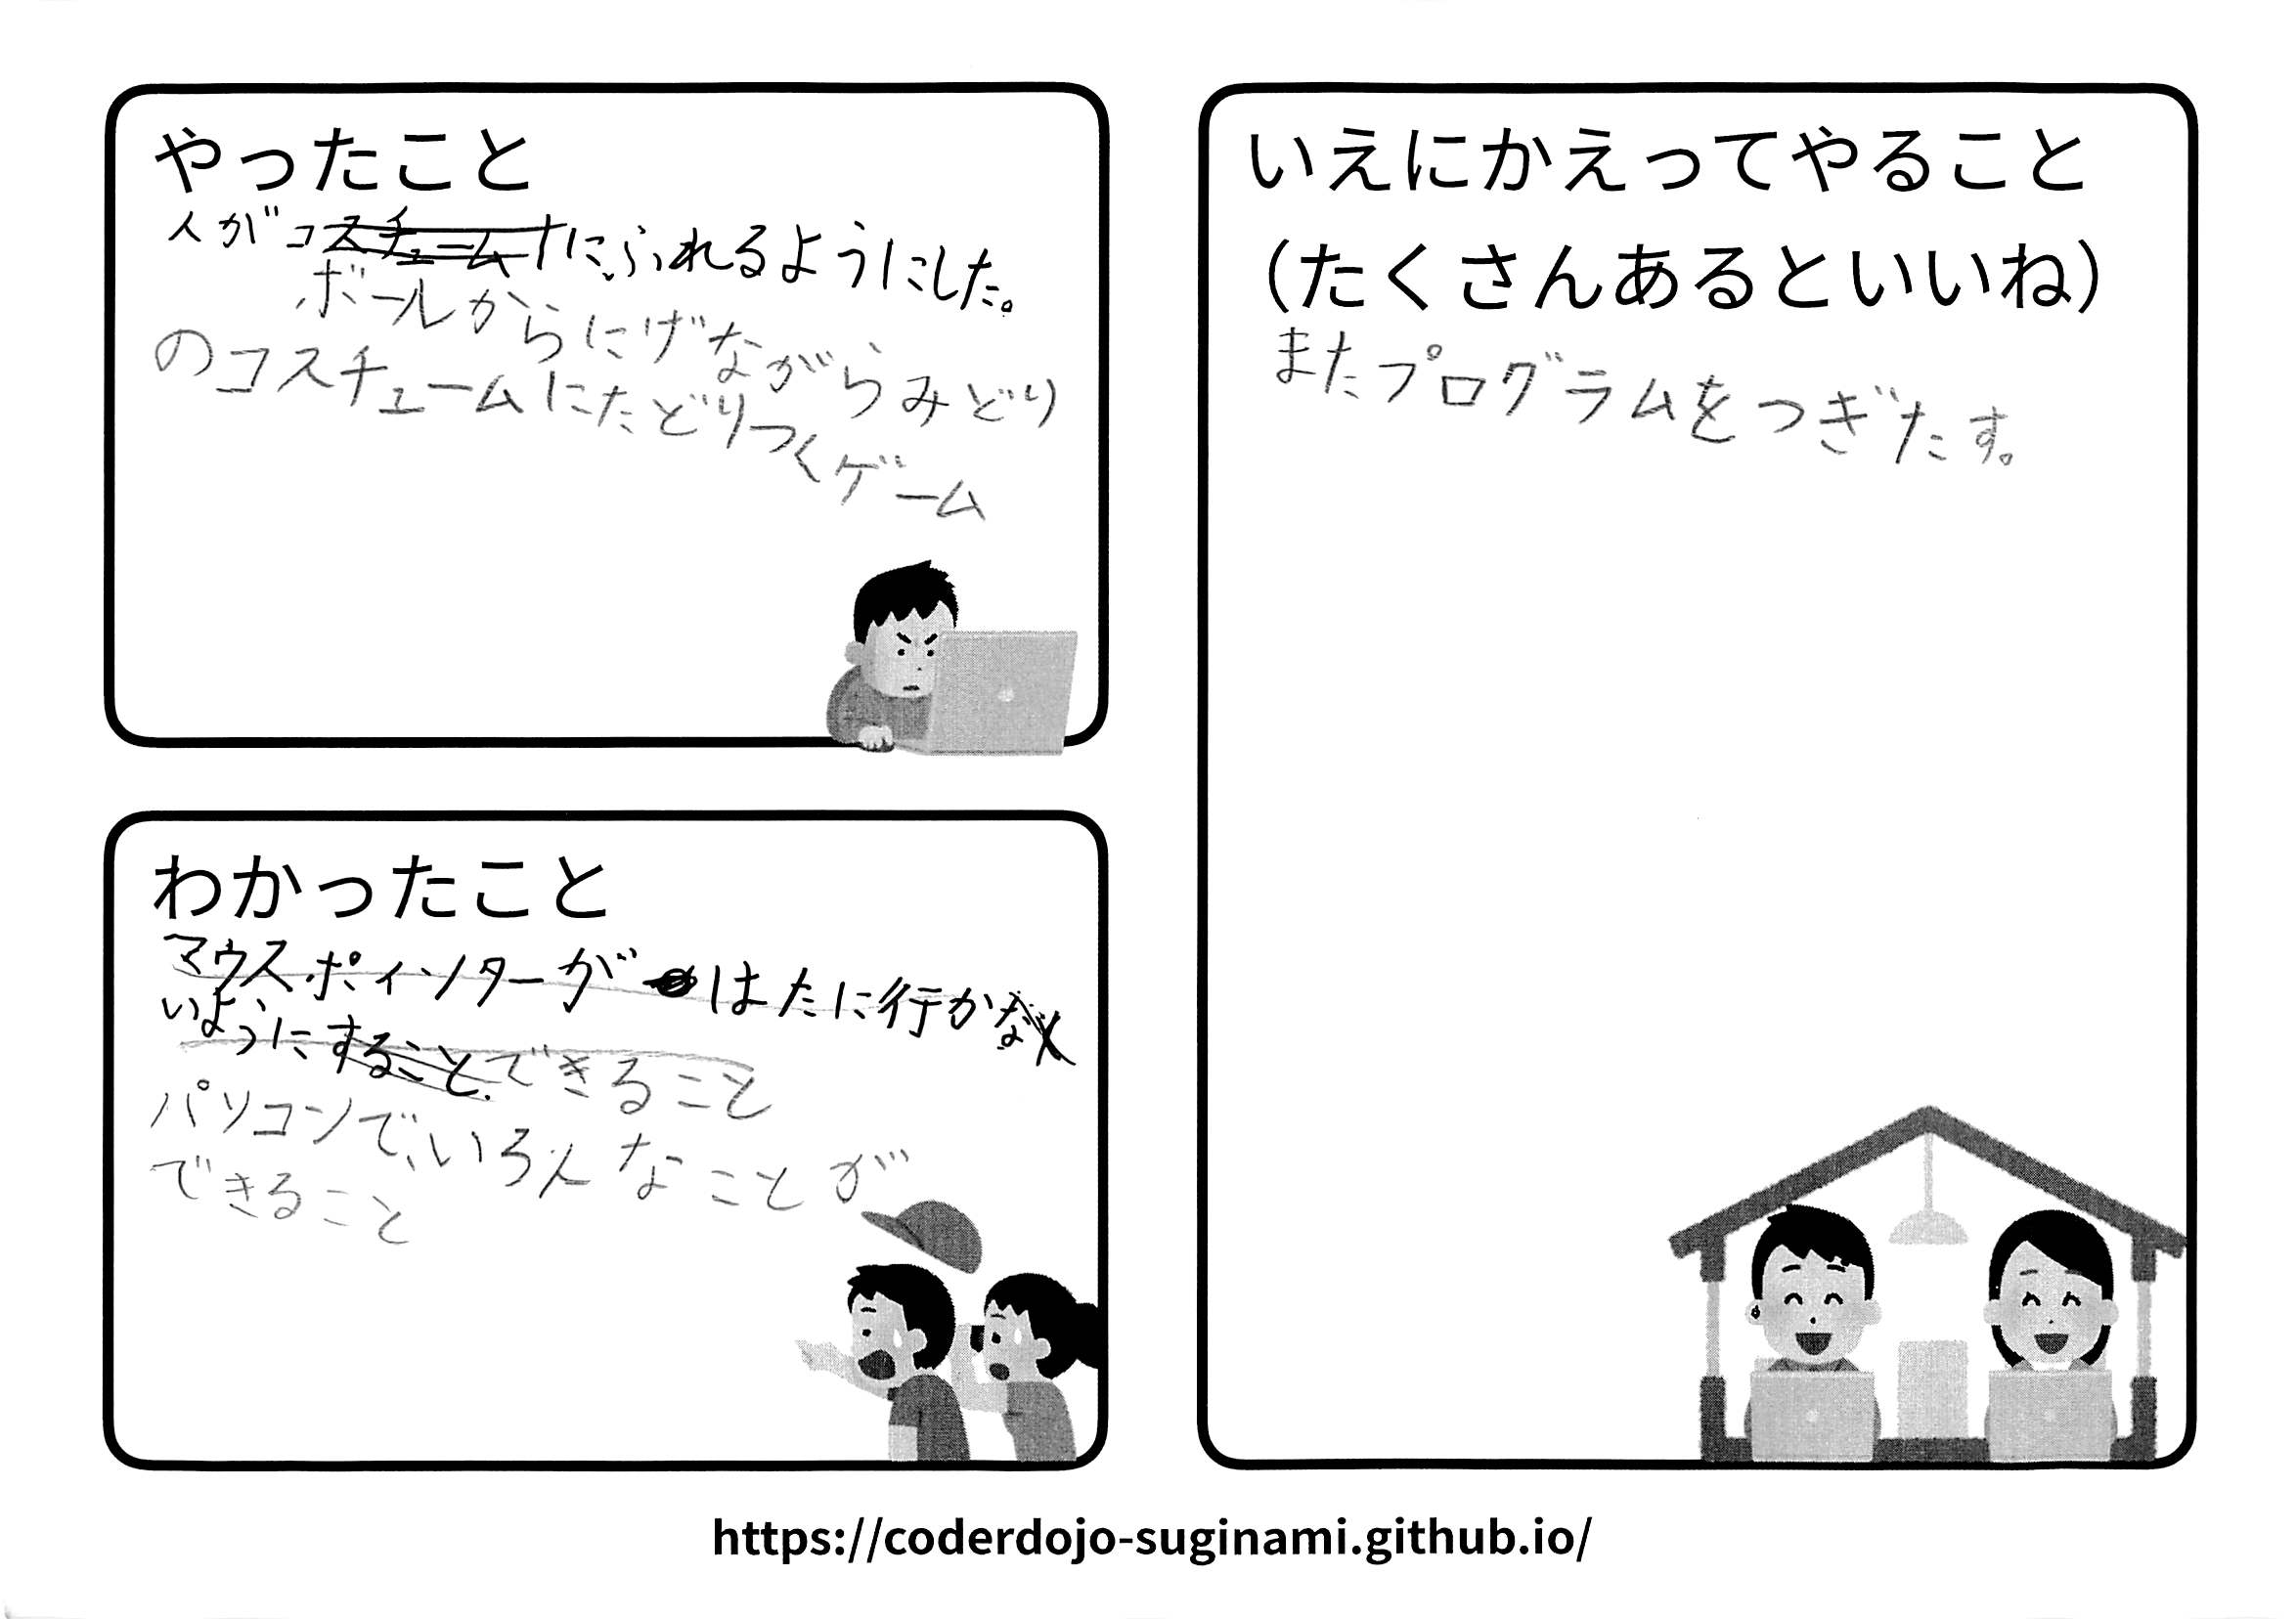 やったこと
人がコスチュームナにふれるようにした。
ボールからにげながらみどり
のコスチュームにたどりつくゲーム
わかったこと
マウスポインターがはたに行かな
いようにすることできること
パソコンで、いろんなことが
できること
いえにかえってやること
(たくさんあるといいね)
またプログラムをつぎたす。
https://coderdojo-suginami.github.io/